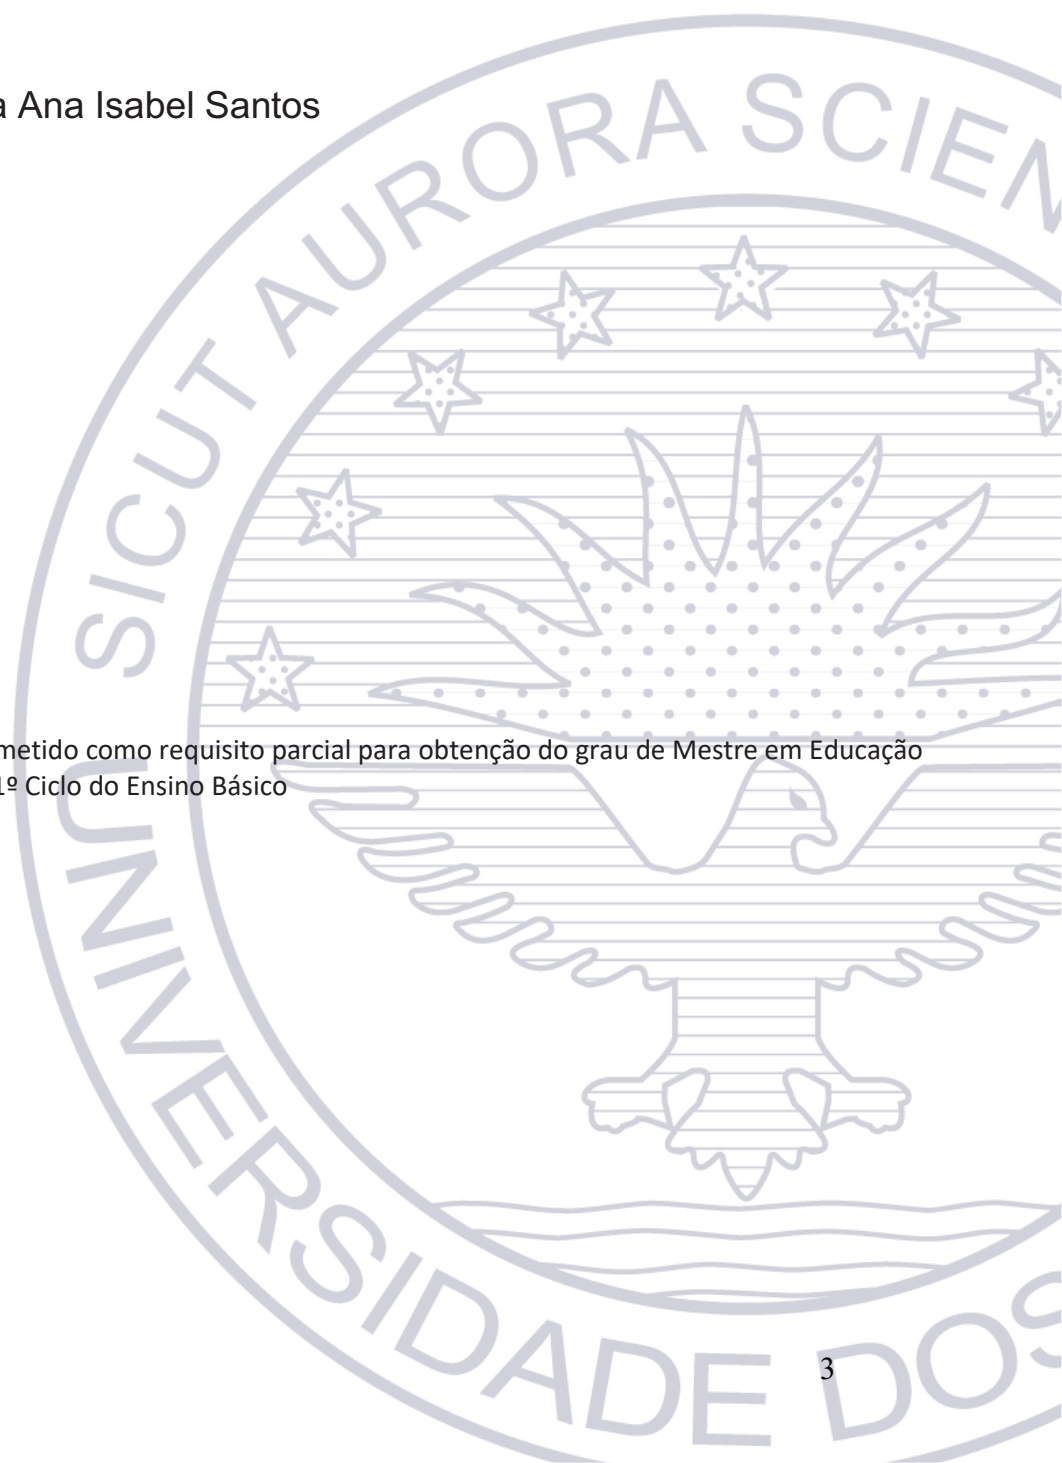 a Ana Isabel Santos
SICUT AURORA SCIEN
metido como requisito parcial para obtenção do grau de Mestre em Educação
1º Ciclo do Ensino Básico
UNIVERSIDADE DOS
3